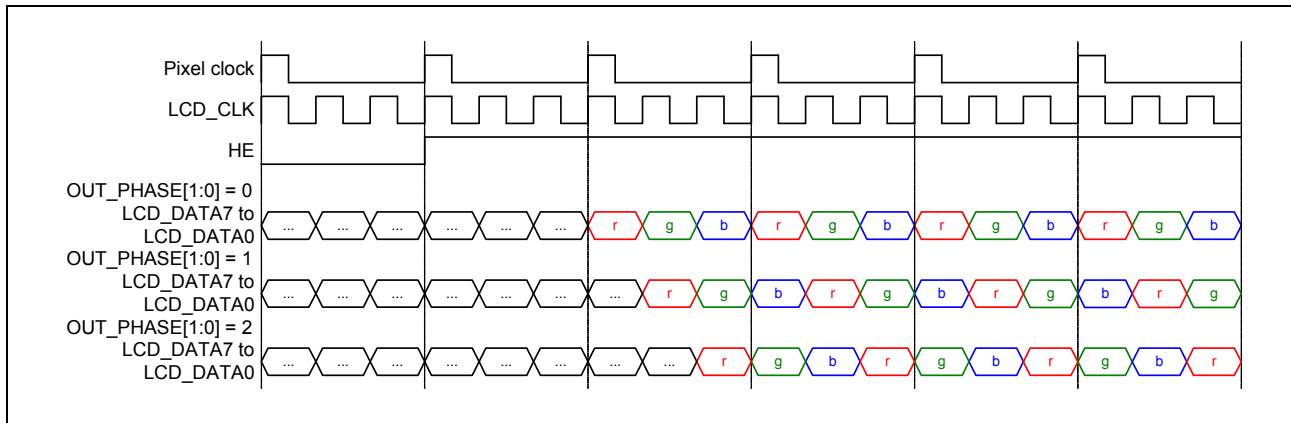 Pixel clock
LCD_CLK
HE
OUT_PHASE[1:0] = 0
LCD_DATA7 to
LCD_DATA0
... ... ... ... ... ... r g b r g b r g b r g b
OUT_PHASE[1:0] = 1
LCD_DATA7 to
LCD_DATA0
... ... ... ... ... ... ... r g b r g b r g b r g
OUT_PHASE[1:0] = 2
LCD_DATA7 to
LCD_DATA0
... ... ... ... ... ... ... ... r g b r g b r g b r